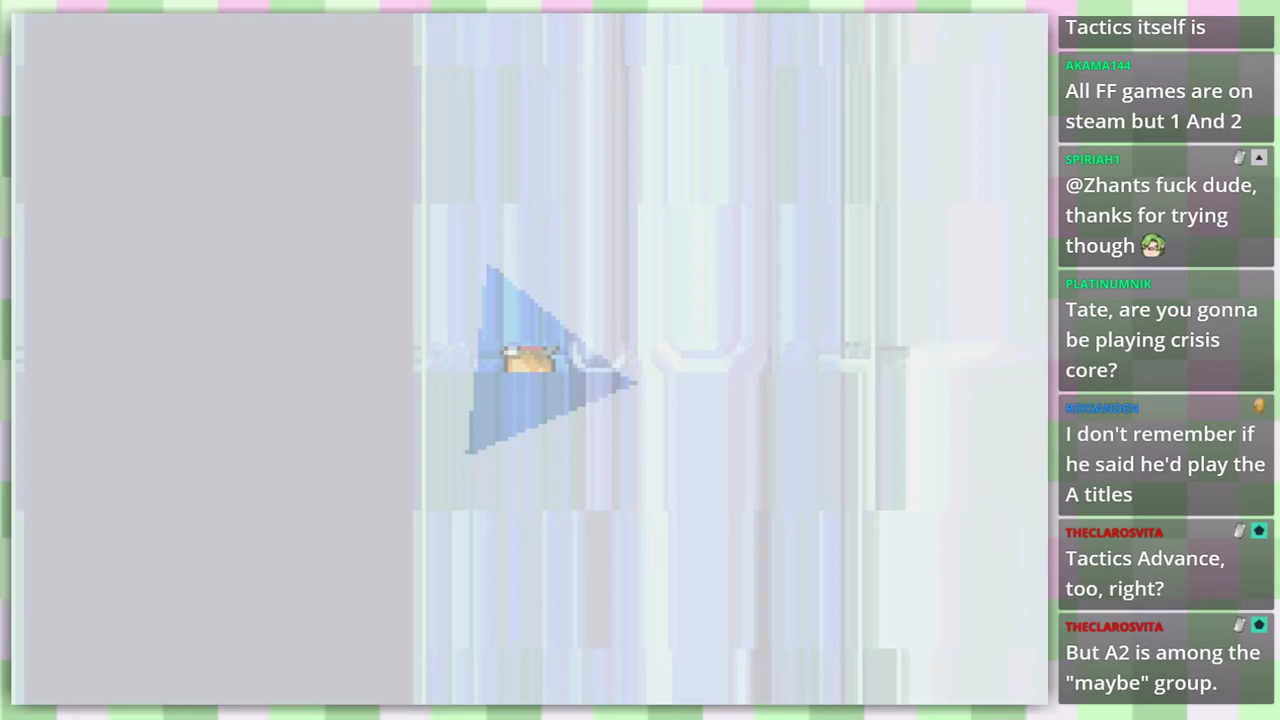 Tactics itself is
AKAMA144
All FF games are on
steam but 1 And 2
SPIRIAH1
@Zhants fuck dude,
thanks for trying
though
PLATINUMNIK
Tate, are you gonna
be playing crisis
core?
REKSANDEN
I don't remember if
he said he'd play the
A titles
THECLAROSVITA
Tactics Advance,
too, right?
THECLAROSVITA
But A2 is among the
"maybe" group.